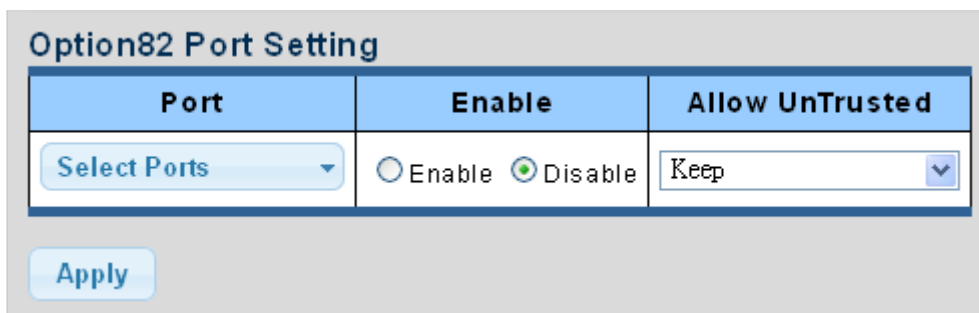 Option82 Port Setting
Port Enable Allow UnTrusted
Select Ports Enable Disable Keep
Apply